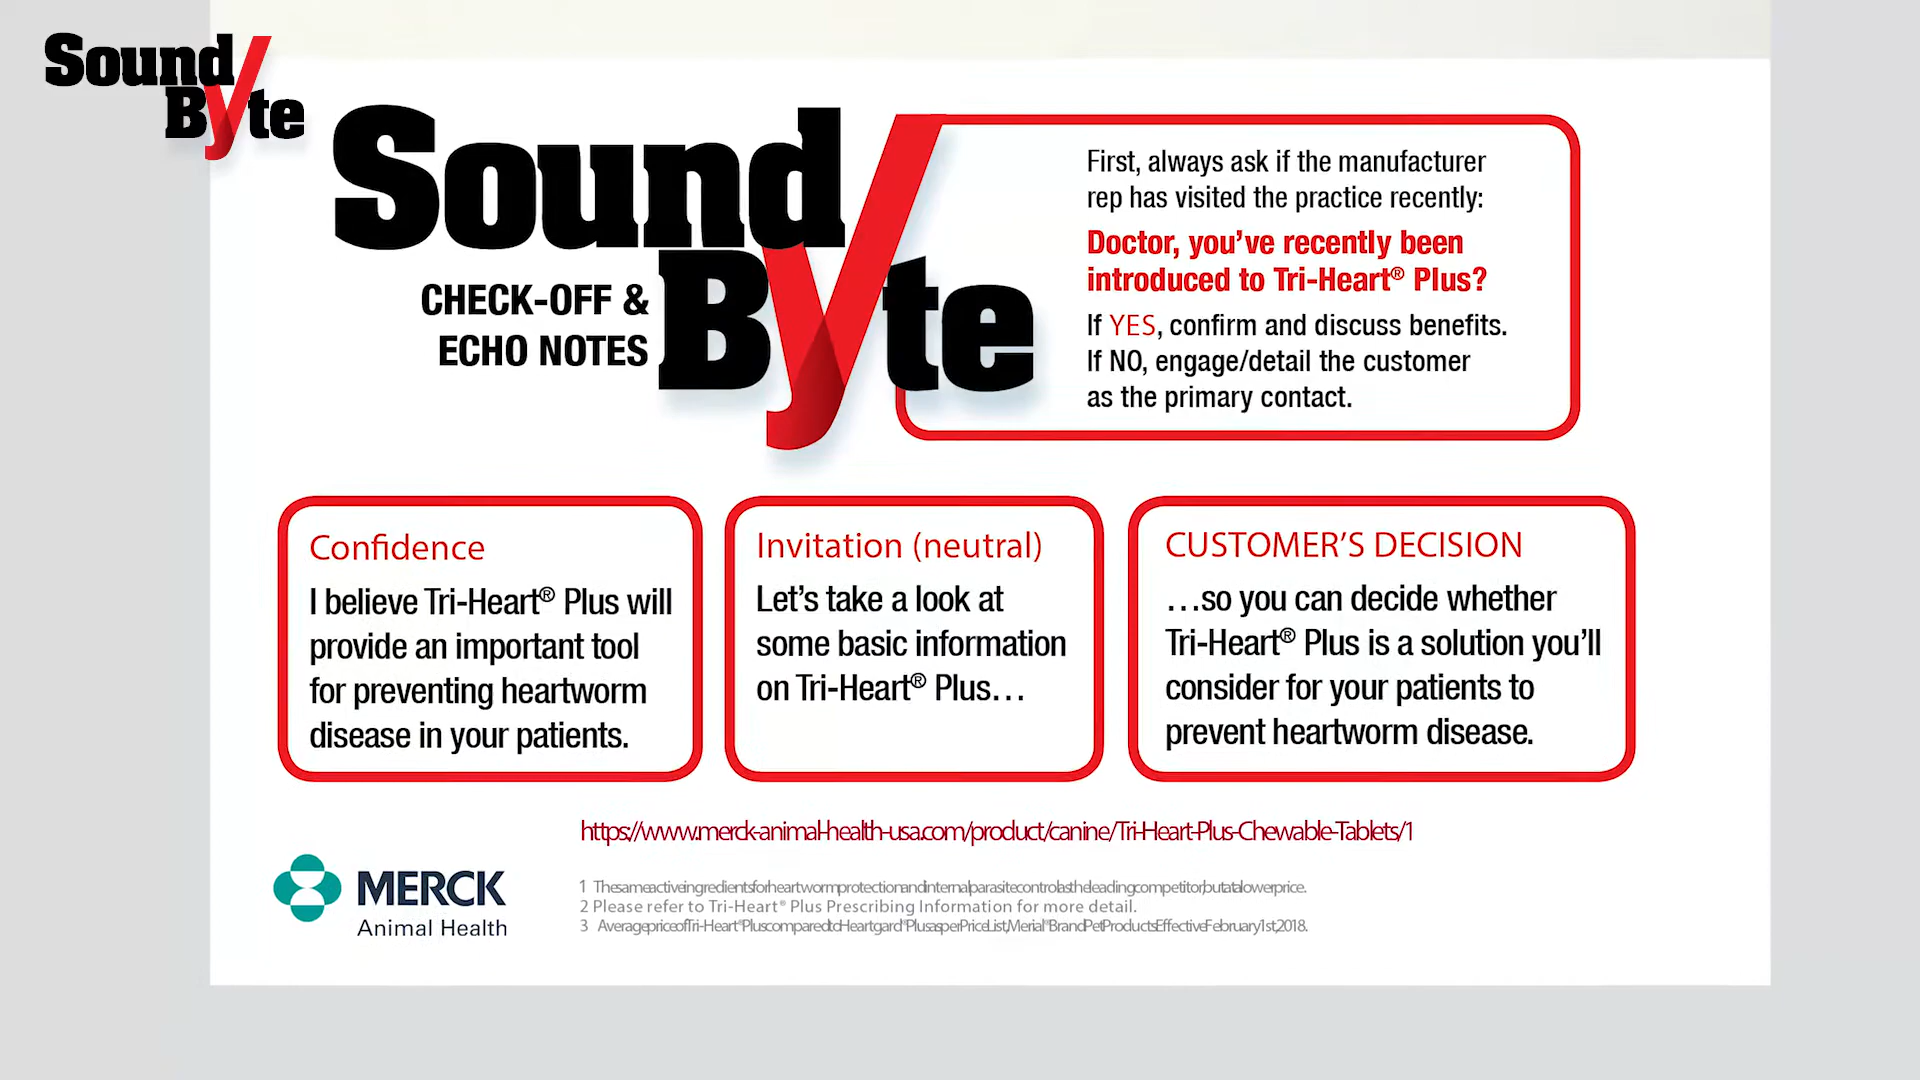 Sound
Byte
Sound
Byte
CHECK-OFF &
ECHO NOTES
First, always ask if the manufacturer
rep has visited the practice recently:
Doctor, you've recently been
introduced to Tri-Heart® Plus?
If YES, confirm and discuss benefits.
If NO, engage/detail the customer
as the primary contact.
Confidence
I believe Tri-Heart® Plus will
provide an important tool
for preventing heartworm
disease in your patients.
Invitation (neutral)
Let's take a look at
some basic information
on Tri-Heart® Plus…
CUSTOMER'S DECISION
…so you can decide whether
Tri-Heart® Plus is a solution you'll
consider for your patients to
prevent heartworm disease.
https://www.merck-animal-health-usa.com/product/canine/Tri-Heart-Plus-Chewable-Tablets/1
MERCK
Animal Health
1 The same active ingredients for heartworm protection and internal parasite control as the leading competitor, but at a lower price.
2 Please refer to Tri-Heart® Plus Prescribing Information for more detail.
3 Average price of Tri-Heart® Plus compared to Heartgard® Plus as per Price List, Merial® Brand Pet Products Effective February 1st, 2018.